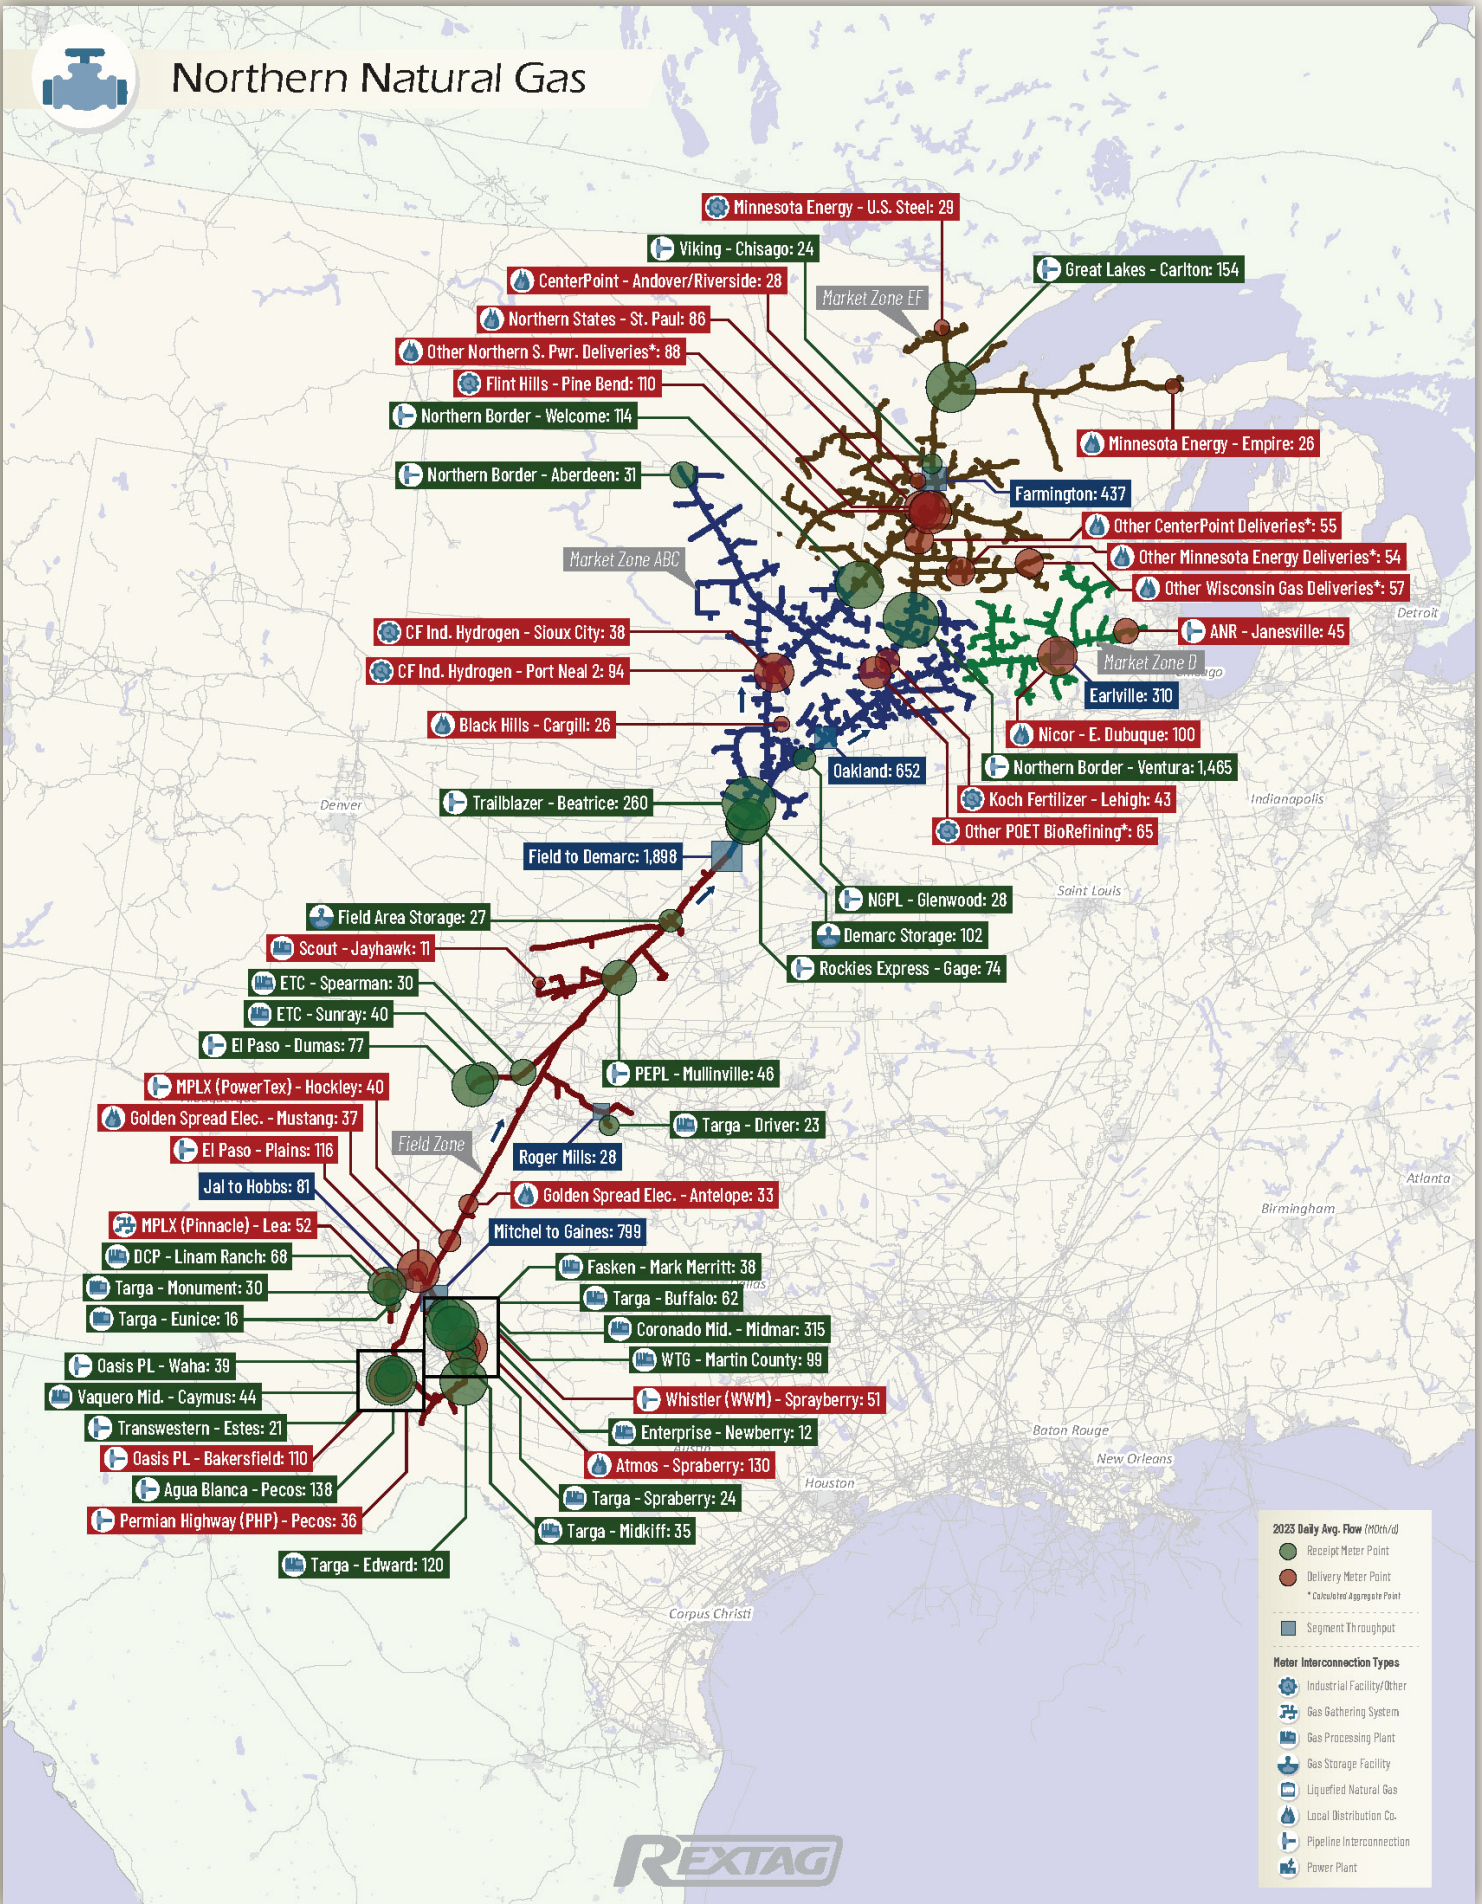 Northern Natural Gas
Minnesota Energy - U.S. Steel: 29
Viking - Chisago: 24
Great Lakes - Carlton: 154
CenterPoint - Andover/Riverside: 28
Market Zone EF
Northern States - St. Paul: 86
Other Northern S. Pwr. Deliveries*: 88
Flint Hills - Pine Bend: 110
Northern Border - Welcome: 114
Minnesota Energy - Empire: 26
Northern Border - Aberdeen: 31
Farmington: 437
Other CenterPoint Deliveries*: 55
Market Zone ABC
Other Minnesota Energy Deliveries*: 54
Other Wisconsin Gas Deliveries*: 57
Detroit
CF Ind. Hydrogen - Sioux City: 38
ANR - Janesville: 45
Market Zone D
CF Ind. Hydrogen - Port Neal 2: 94
Earlville: 310
Black Hills - Cargill: 26
Nicor - E. Dubuque: 100
Oakland: 652
Northern Border - Ventura: 1,465
Denver
Trailblazer - Beatrice: 260
Koch Fertilizer - Lehigh: 43
Indianapolis
Other POET BioRefining*: 65
Field to Demarc: 1,898
Saint Louis
NGPL - Glenwood: 28
Field Area Storage: 27
Demarc Storage: 102
Scout - Jayhawk: 11
Rockies Express - Gage: 74
ETC - Spearman: 30
ETC - Sunray: 40
El Paso - Dumas: 77
PEPL - Mullinville: 46
MPLX (PowerTex) - Hockley: 40
Golden Spread Elec. - Mustang: 37
Targa - Driver: 23
Field Zone
El Paso - Plains: 116
Roger Mills: 28
Atlanta
Jal to Hobbs: 81
Golden Spread Elec. - Antelope: 33
Birmingham
MPLX (Pinnacle) - Lea: 52
Mitchel to Gaines: 799
DCP - Linam Ranch: 68
Fasken - Mark Merritt: 38
Targa - Monument: 30
Targa - Buffalo: 62
Targa - Eunice: 16
Coronado Mid. - Midmar: 315
WTG - Martin County: 99
Oasis PL - Waha: 39
Vaquero Mid. - Caymus: 44
Whistler (WWM) - Sprayberry: 51
Transwestern - Estes: 21
Enterprise - Newberry: 12
Baton Rouge
Oasis PL - Bakersfield: 110
Atmos - Spraberry: 130
New Orleans
Agua Blanca - Pecos: 138
Houston
Targa - Spraberry: 24
Permian Highway (PHP) - Pecos: 36
Targa - Midkiff: 35
Targa - Edward: 120
Corpus Christi
2023 Daily Avg. Flow (MDth/d)
Receipt Meter Point
Delivery Meter Point
* Calculated Aggregate Point
Segment Throughput
Meter Interconnection Types
Industrial Facility/Other
Gas Gathering System
Gas Processing Plant
Gas Storage Facility
Liquefied Natural Gas
Local Distribution Co.
Pipeline Interconnection
Power Plant
REXTAG